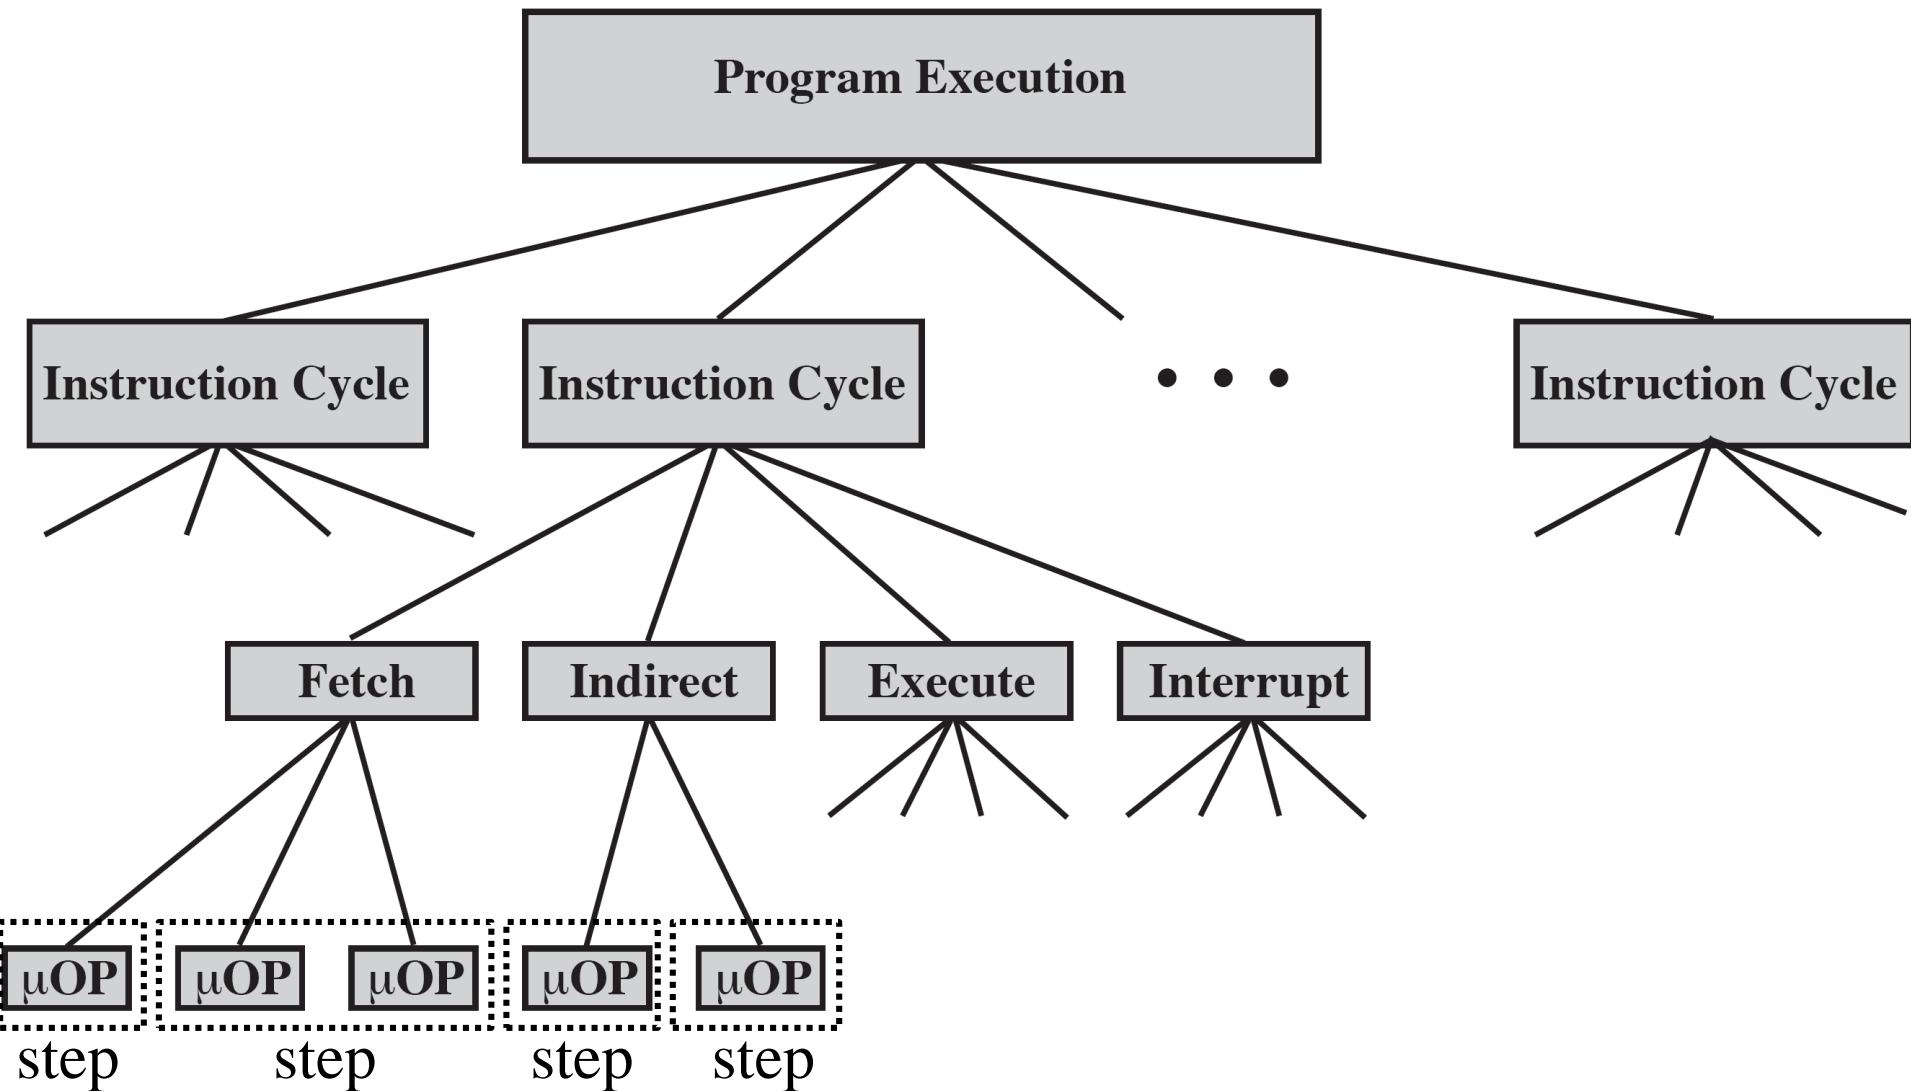 Program Execution
Instruction Cycle
Instruction Cycle
• • •
Instruction Cycle
Fetch
Indirect
Execute
Interrupt
μOP
μOP
μOP
μOP
μOP
step
step
step
step